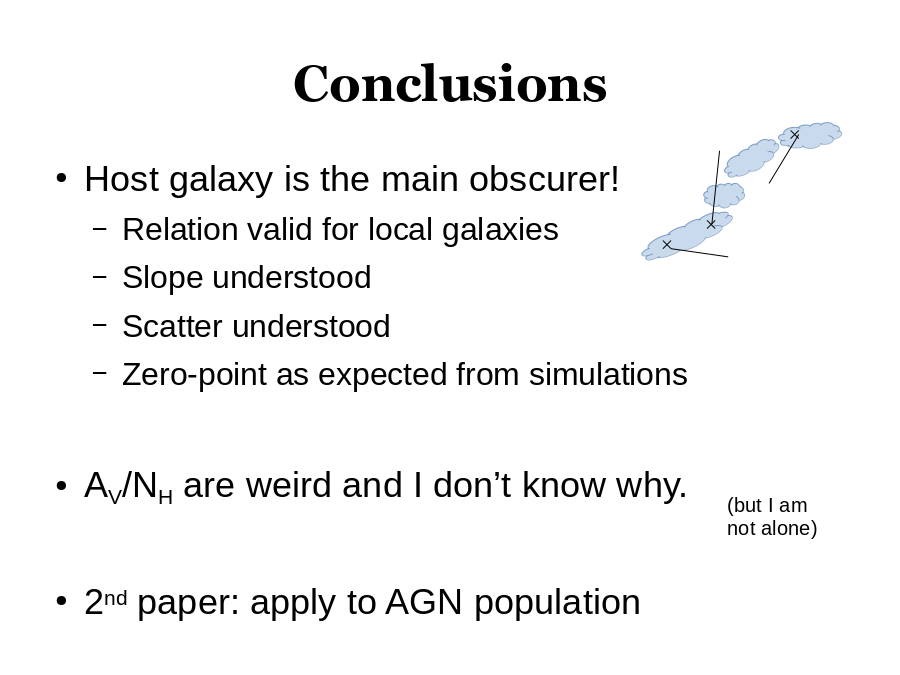 Conclusions
• Host galaxy is the main obscurer!
– Relation valid for local galaxies
– Slope understood
– Scatter understood
– Zero-point as expected from simulations
• A_V/N_H are weird and I don’t know why.
(but I am
not alone)
• 2nd paper: apply to AGN population